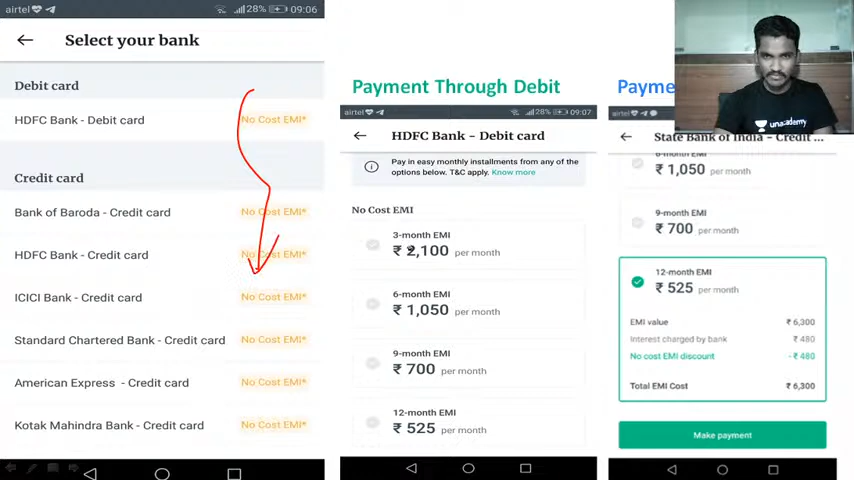 airtel 28% 09:06
Select your bank
Debit card
HDFC Bank - Debit card No Cost EMI*
Credit card
Bank of Baroda - Credit card No Cost EMI*
HDFC Bank - Credit card No Cost EMI*
ICICI Bank - Credit card No Cost EMI*
Standard Chartered Bank - Credit card No Cost EMI*
American Express - Credit card No Cost EMI*
Kotak Mahindra Bank - Credit card No Cost EMI*
Payment Through Debit
airtel 28% 09:07
HDFC Bank - Debit card
Pay in easy monthly installments from any of the
options below. T&C apply. Know more
No Cost EMI
3-month EMI
₹ 2,100 per month
6-month EMI
₹ 1,050 per month
9-month EMI
₹ 700 per month
12-month EMI
₹ 525 per month
Payme
airtel
State Bank of India - Credit ...
6-month EMI
₹ 1,050 per month
9-month EMI
₹ 700 per month
12-month EMI
₹ 525 per month
EMI value ₹ 6,300
Interest charged by bank ₹ 480
No cost EMI discount - ₹ 480
Total EMI Cost ₹ 6,300
Make payment
unacademy